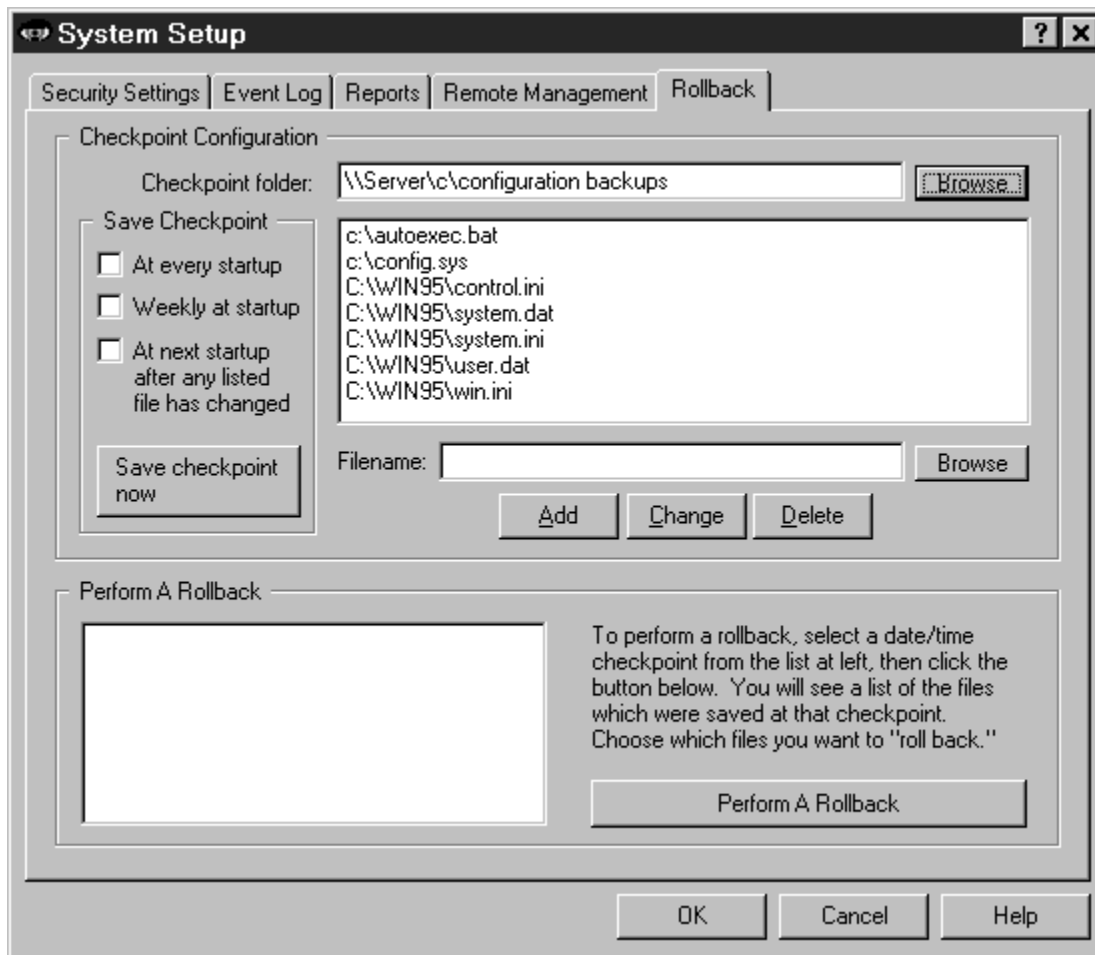 System Setup
Security Settings Event Log Reports Remote Management Rollback
Checkpoint Configuration
Checkpoint folder: \\Server\c\configuration backups Browse
Save Checkpoint
At every startup
Weekly at startup
At next startup
after any listed
file has changed
Save checkpoint
now
c:\autoexec.bat
c:\config.sys
C:\WIN95\control.ini
C:\WIN95\system.dat
C:\WIN95\system.ini
C:\WIN95\user.dat
C:\WIN95\win.ini
Filename: Browse
Add Change Delete
Perform A Rollback
To perform a rollback, select a date/time
checkpoint from the list at left, then click the
button below. You will see a list of the files
which were saved at that checkpoint.
Choose which files you want to "roll back."
Perform A Rollback
OK Cancel Help